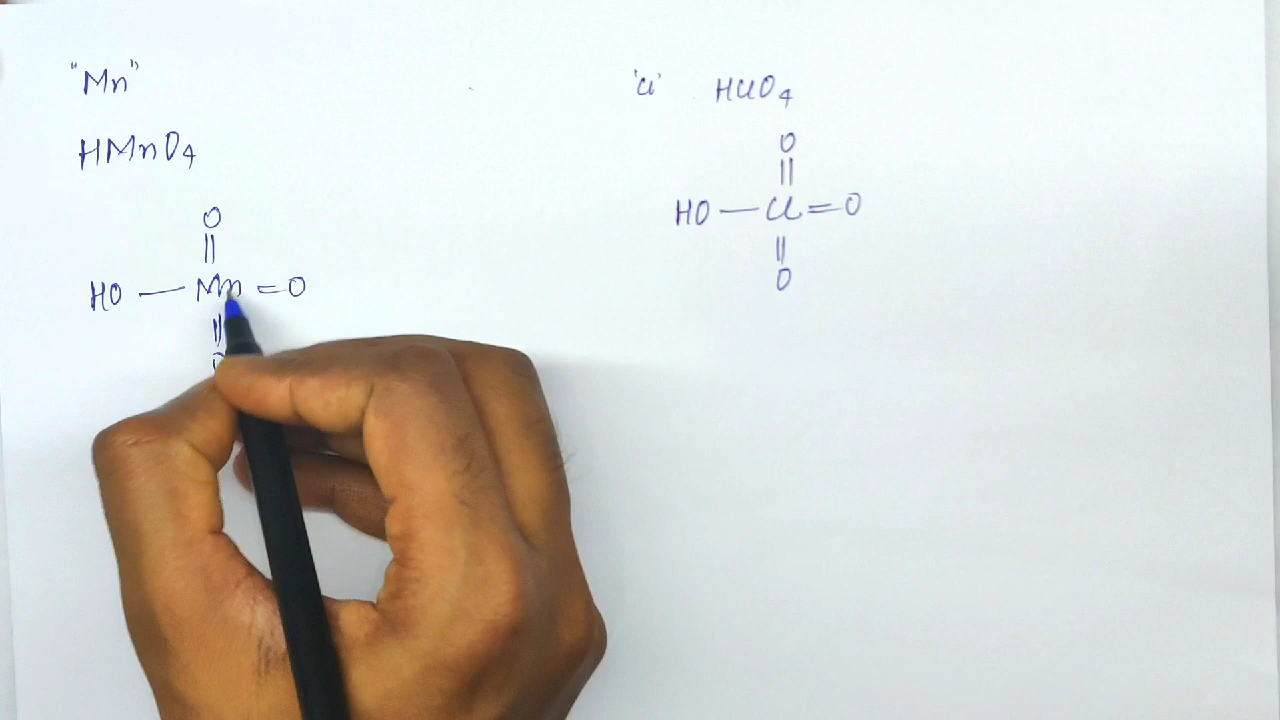 "Mn"
HMnO4
O
||
HO — Mn = O
||
O
'Cl' HClO4
O
||
HO — Cl = O
||
O